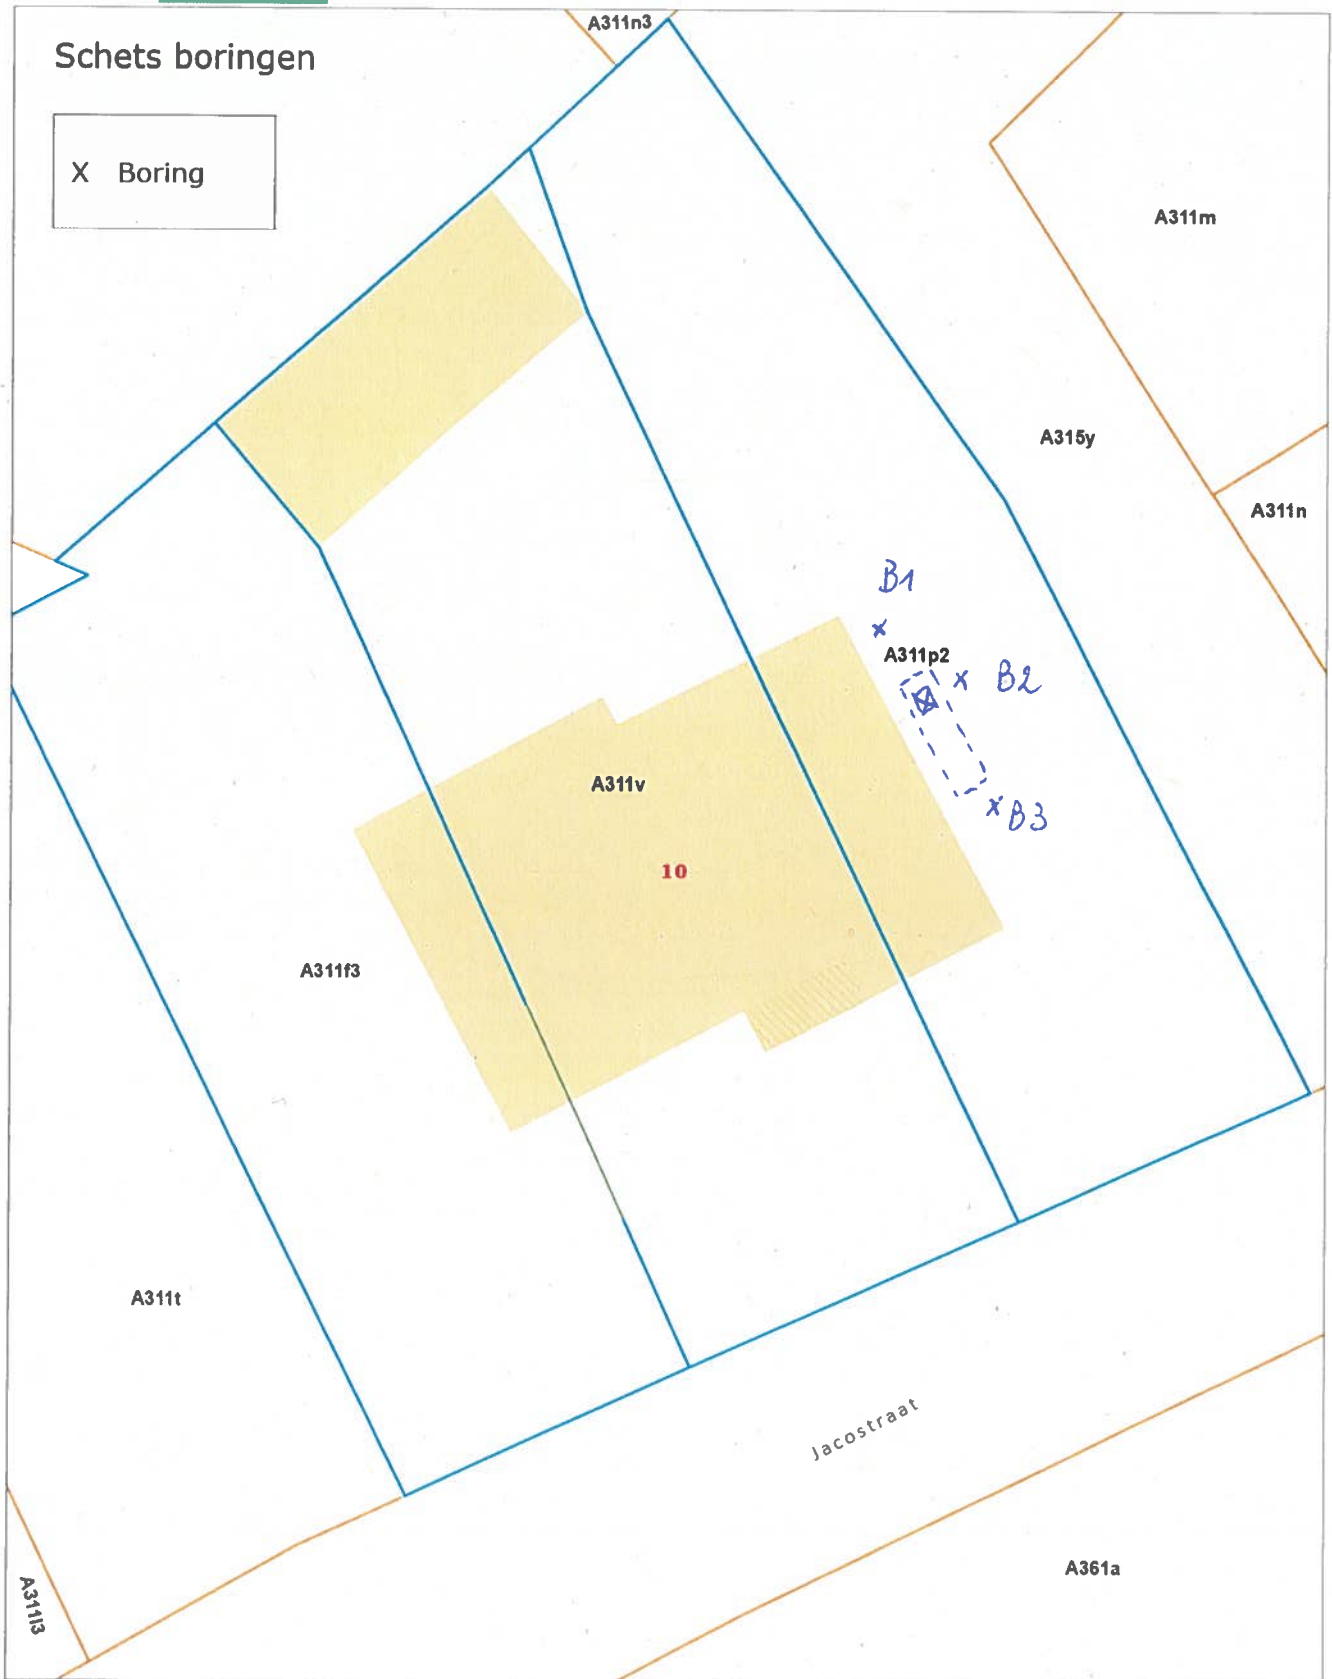 A311n3
Schets boringen
X Boring
A311m
A315y
A311n
B1
A311p2
B2
B3
A311v
10
A311f3
A311t
Jacostraat
A361a
A311l3